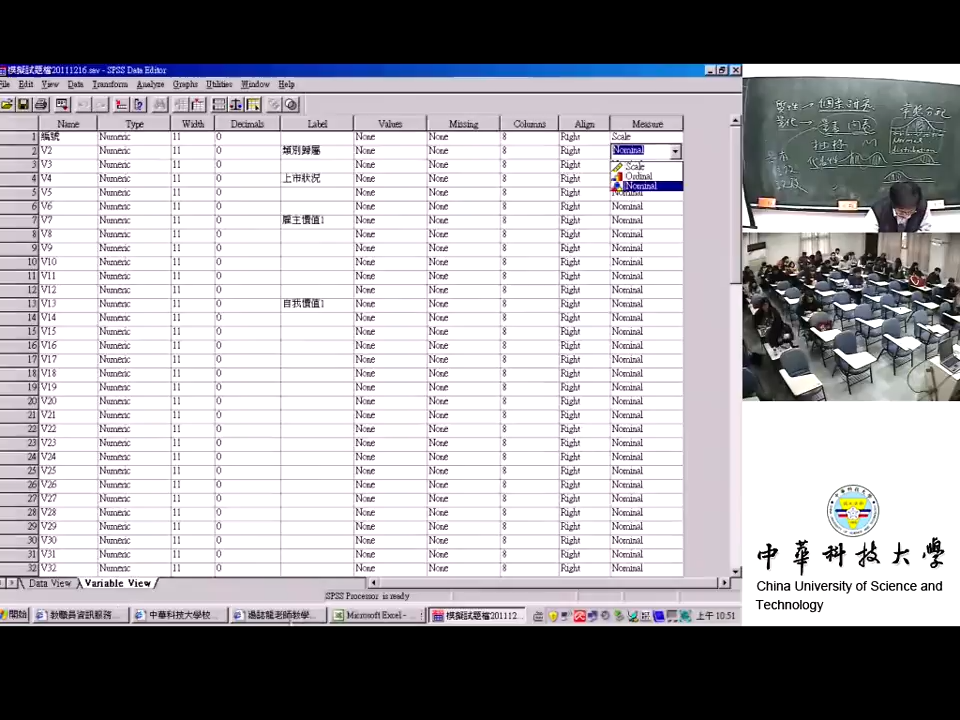 模擬試題檔20111216.sav - SPSS Data Editor
File Edit View Data Transform Analyze Graphs Utilities Window Help
Name Type Width Decimals Label Values Missing Columns Align Measure
1 編號 Numeric 11 0 None None 8 Right Scale
2 V2 Numeric 11 0 類別歸屬 None None 8 Right Nominal
Scale
3 V3 Numeric 11 0 None None 8 Right
Ordinal
4 V4 Numeric 11 0 上市狀況 None None 8 Right
Nominal
5 V5 Numeric 11 0 None None 8 Right Nominal
6 V6 Numeric 11 0 None None 8 Right Nominal
7 V7 Numeric 11 0 雇主價值1 None None 8 Right Nominal
8 V8 Numeric 11 0 None None 8 Right Nominal
9 V9 Numeric 11 0 None None 8 Right Nominal
10 V10 Numeric 11 0 None None 8 Right Nominal
11 V11 Numeric 11 0 None None 8 Right Nominal
12 V12 Numeric 11 0 None None 8 Right Nominal
13 V13 Numeric 11 0 自我價值1 None None 8 Right Nominal
14 V14 Numeric 11 0 None None 8 Right Nominal
15 V15 Numeric 11 0 None None 8 Right Nominal
16 V16 Numeric 11 0 None None 8 Right Nominal
17 V17 Numeric 11 0 None None 8 Right Nominal
18 V18 Numeric 11 0 None None 8 Right Nominal
19 V19 Numeric 11 0 None None 8 Right Nominal
20 V20 Numeric 11 0 None None 8 Right Nominal
21 V21 Numeric 11 0 None None 8 Right Nominal
22 V22 Numeric 11 0 None None 8 Right Nominal
23 V23 Numeric 11 0 None None 8 Right Nominal
24 V24 Numeric 11 0 None None 8 Right Nominal
25 V25 Numeric 11 0 None None 8 Right Nominal
26 V26 Numeric 11 0 None None 8 Right Nominal
27 V27 Numeric 11 0 None None 8 Right Nominal
28 V28 Numeric 11 0 None None 8 Right Nominal
29 V29 Numeric 11 0 None None 8 Right Nominal
30 V30 Numeric 11 0 None None 8 Right Nominal
31 V31 Numeric 11 0 None None 8 Right Nominal
32 V32 Numeric 11 0 None None 8 Right Nominal
Data View Variable View
SPSS Processor is ready
開始 教職員資訊服務... 中華科技大學校... 湯誌龍老師教學... Microsoft Excel - ... 模擬試題檔201112... 上午 10:51
常態分配
Normal
中華科技大學
China University of Science and
Technology